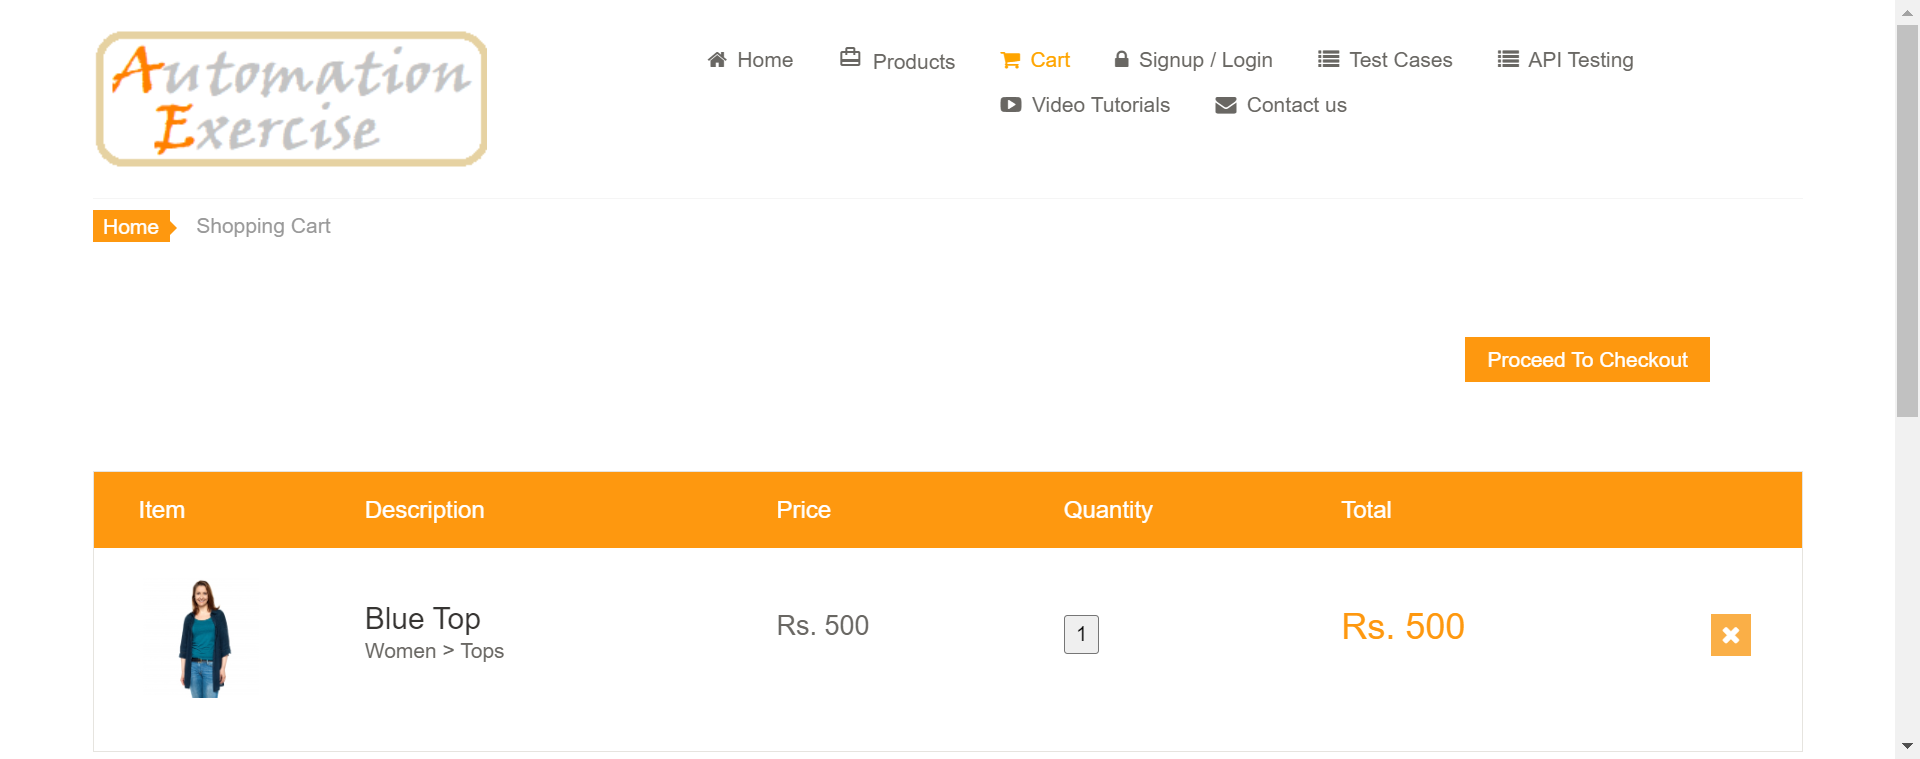 Automation
Exercise
Home Products Cart Signup / Login Test Cases API Testing
Video Tutorials Contact us
Home Shopping Cart
Proceed To Checkout
Item Description Price Quantity Total
Blue Top Rs. 500 1 Rs. 500
Women > Tops